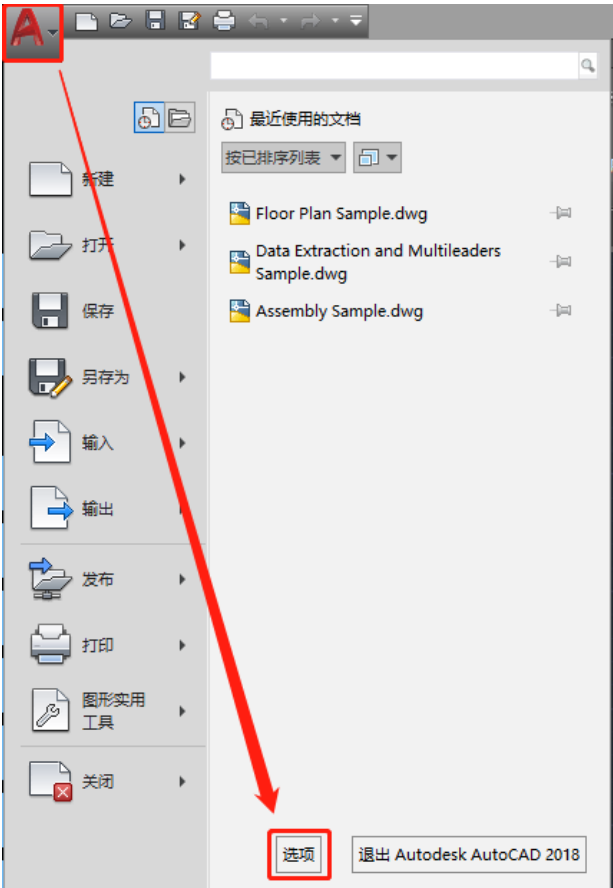 最近使用的文档
按已排序列表
新建
Floor Plan Sample.dwg
打开
Data Extraction and Multileaders
Sample.dwg
保存
Assembly Sample.dwg
另存为
输入
输出
发布
打印
图形实用
工具
关闭
选项
退出 Autodesk AutoCAD 2018